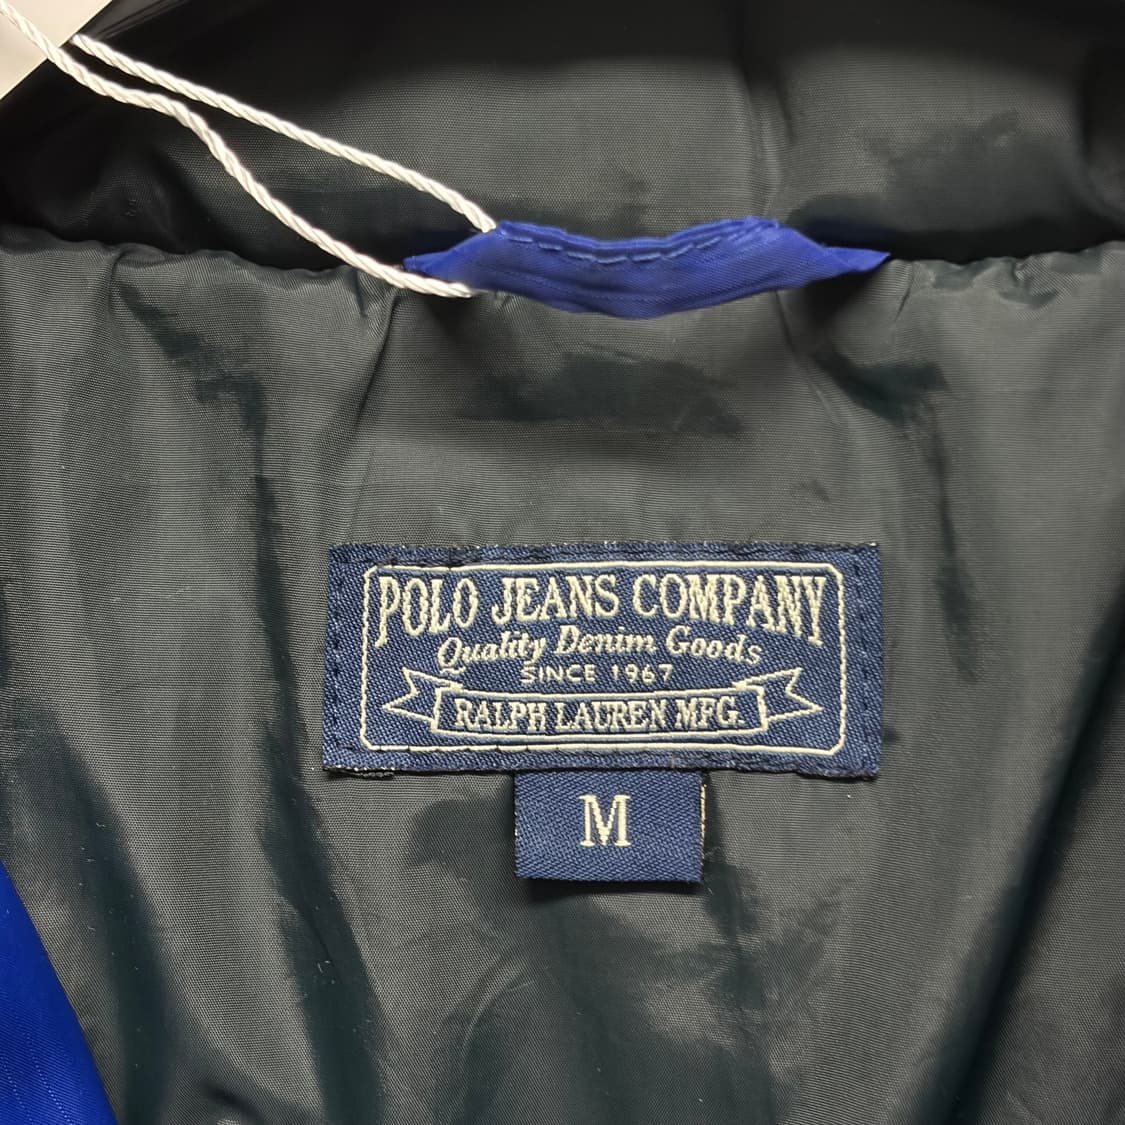 POLO JEANS COMPANY
Quality Denim Goods
SINCE 1967
RALPH LAUREN MFG.
M